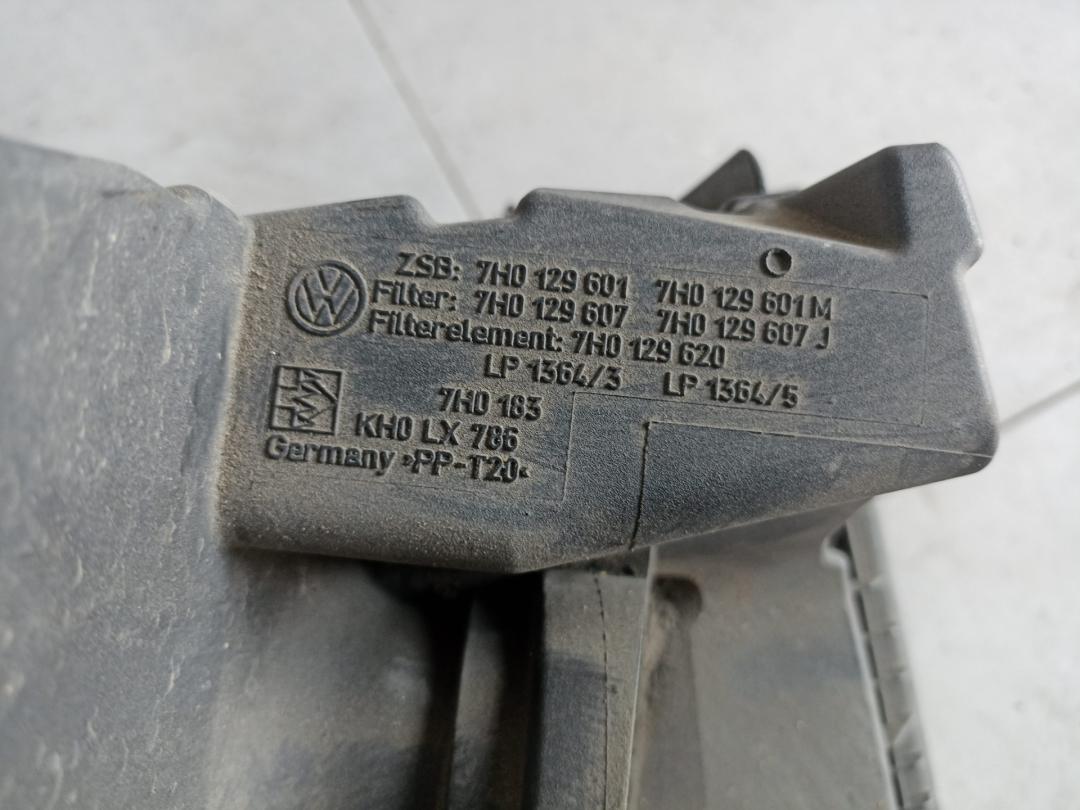 ZSB: 7H0 129 601 7H0 129 601 M
Filter: 7H0 129 607 7H0 129 607 J
Filterelement: 7H0 129 620
LP 1364/3 LP 1364/5
7H0 183
KH0 LX 786
Germany >PP-T20<